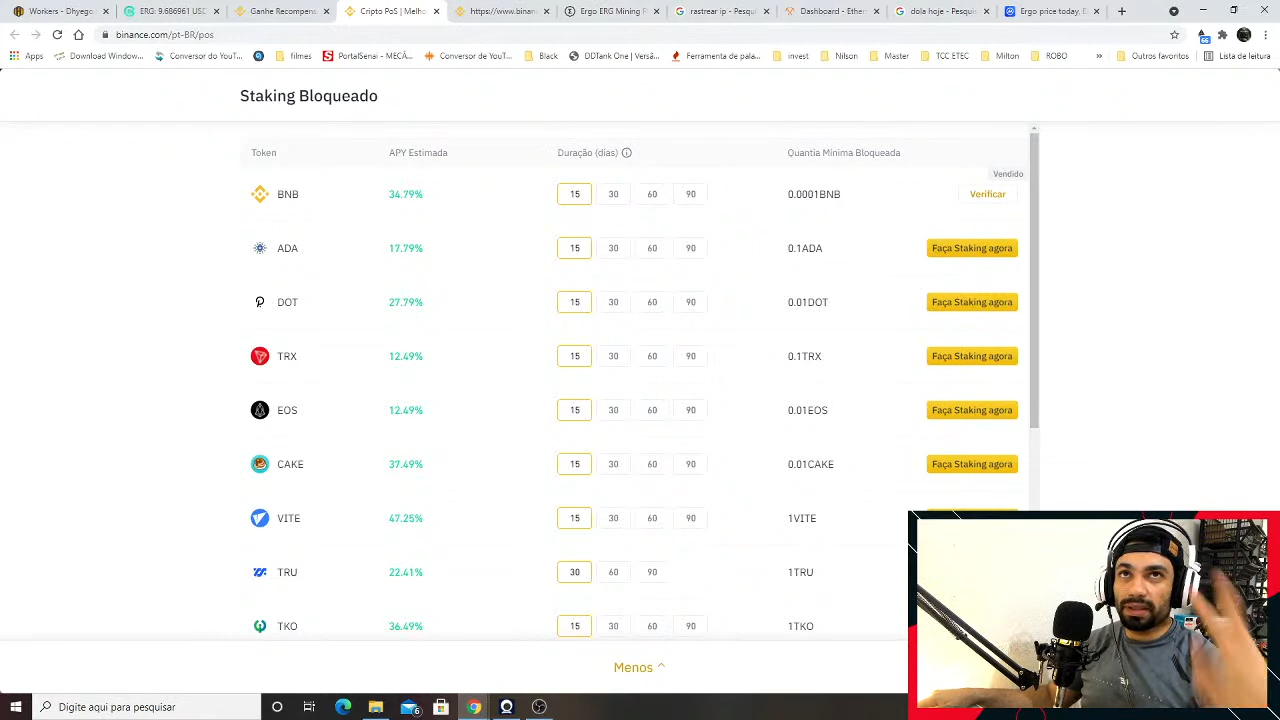 Workers - Dhyego
ERG: 9.686961 USD
Ganhe Recompens
Cripto PoS | Melho
https://www.binan
Ergo ERG Mining P
rastrear ip - Pesqui
Dashboard - Ether
dola hoje - Pesquis
Ergo price today, E
binance.com/pt-BR/pos
66
Apps
Download Window...
Conversor do YouT...
filmes
PortalSenai - MECÂ...
Conversor de YouT...
Black
DDTank One | Versã...
Ferramenta de pala...
invest
Nilson
Master
TCC ETEC
Milton
ROBO
»
Outros favoritos
Lista de leitura
Staking Bloqueado
Token APY Estimada Duração (dias) Quantia Mínima Bloqueada
Vendido
BNB 34.79% 15 30 60 90 0.0001BNB Verificar
ADA 17.79% 15 30 60 90 0.1ADA Faça Staking agora
DOT 27.79% 15 30 60 90 0.01DOT Faça Staking agora
TRX 12.49% 15 30 60 90 0.1TRX Faça Staking agora
EOS 12.49% 15 30 60 90 0.01EOS Faça Staking agora
CAKE 37.49% 15 30 60 90 0.01CAKE Faça Staking agora
VITE 47.25% 15 30 60 90 1VITE
TRU 22.41% 30 60 90 1TRU
TKO 36.49% 15 30 60 90 1TKO
Menos
Digite aqui para pesquisar
6